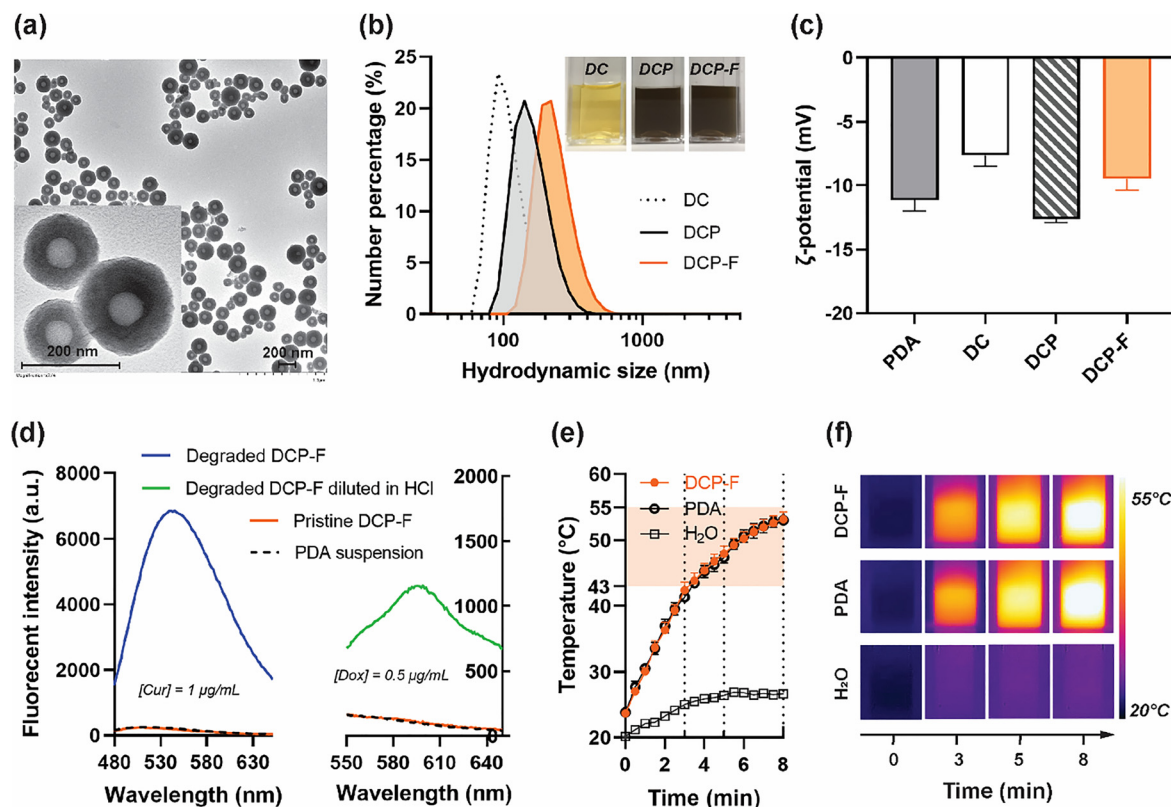 (a)
200 nm
200 nm
(b)
Number percentage (%)
25
20
15
10
5
0
DC
DCP
DCP-F
DC
DCP
DCP-F
100
1000
Hydrodynamic size (nm)
(c)
ζ-potential (mV)
0
-5
-10
-15
-20
PDA
DC
DCP
DCP-F
(d)
Degraded DCP-F
Degraded DCP-F diluted in HCl
Pristine DCP-F
PDA suspension
Fluorecent intensity (a.u.)
8000
6000
4000
2000
0
[Cur] = 1 µg/mL
480 530 580 630
Wavelength (nm)
2000
1500
1000
500
0
[Dox] = 0.5 µg/mL
550 580 610 640
Wavelength (nm)
(e)
Temperature (°C)
60
55
50
43
40
30
20
DCP-F
PDA
H₂O
0 2 4 6 8
Time (min)
(f)
DCP-F
PDA
H₂O
55°C
20°C
0 3 5 8
Time (min)